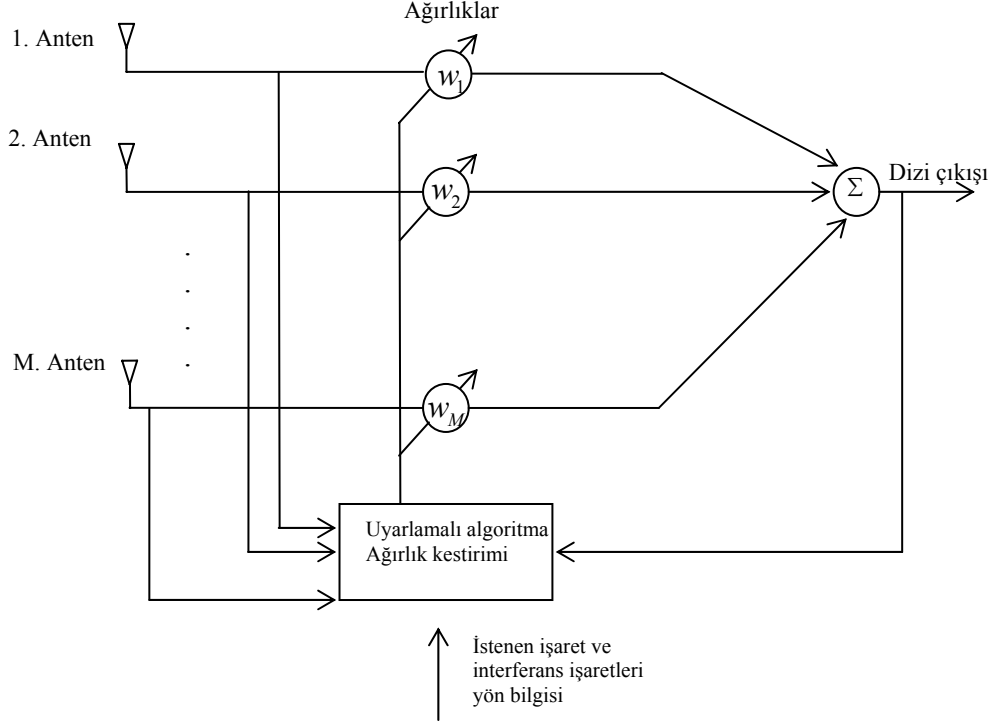 Ağırlıklar
1. Anten
w1
2. Anten
w2
Σ
Dizi çıkışı
M. Anten
wM
Uyarlamalı algoritma
Ağırlık kestirimi
İstenen işaret ve
interferans işaretleri
yön bilgisi